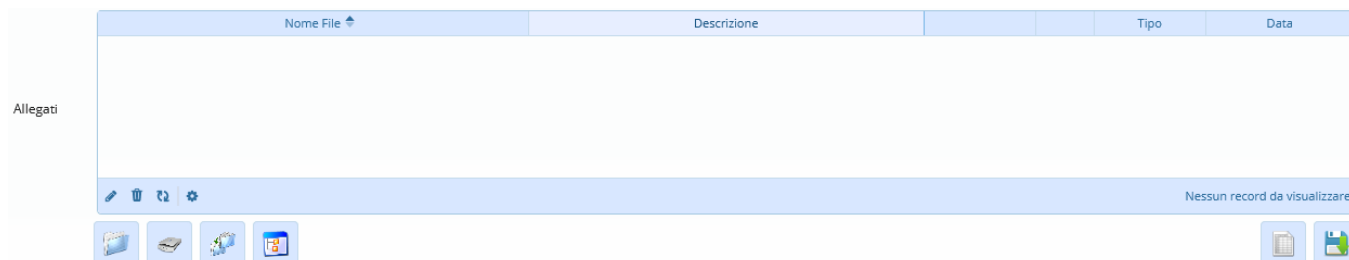 Nome File Descrizione Tipo Data
Allegati
Nessun record da visualizzare